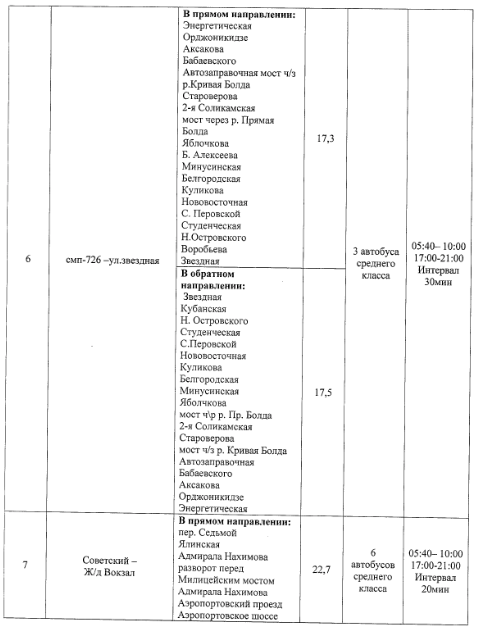 6
смп-726 –ул.звездная
В прямом направлении:
Энергетическая
Орджоникидзе
Аксакова
Бабаевского
Автозаправочная мост ч/з
р.Кривая Болда
Староверова
2-я Соликамская
мост через р. Прямая
Болда
Яблочкова
Б. Алексеева
Минусинская
Белгородская
Куликова
Нововосточная
С. Перовской
Студенческая
Н.Островского
Воробьева
Звездная
17,3
В обратном
направлении:
Звездная
Кубанская
Н. Островского
Студенческая
С.Перовской
Нововосточная
Куликова
Белгородская
Минусинская
Яболчкова
мост ч\р р. Пр. Болда
2-я Соликамская
Староверова
мост ч/з р. Кривая Болда
Автозаправочная
Бабаевского
Аксакова
Орджоникидзе
Энергетическая
17,5
3 автобуса
среднего
класса
05:40– 10:00
17:00-21:00
Интервал
30мин
7
Советский –
Ж/д Вокзал
В прямом направлении:
пер. Седьмой
Ялинская
Адмирала Нахимова
разворот перед
Милицейским мостом
Адмирала Нахимова
Аэропортовский проезд
Аэропортовское шоссе
22,7
6
автобусов
среднего
класса
05:40– 10:00
17:00-21:00
Интервал
20мин